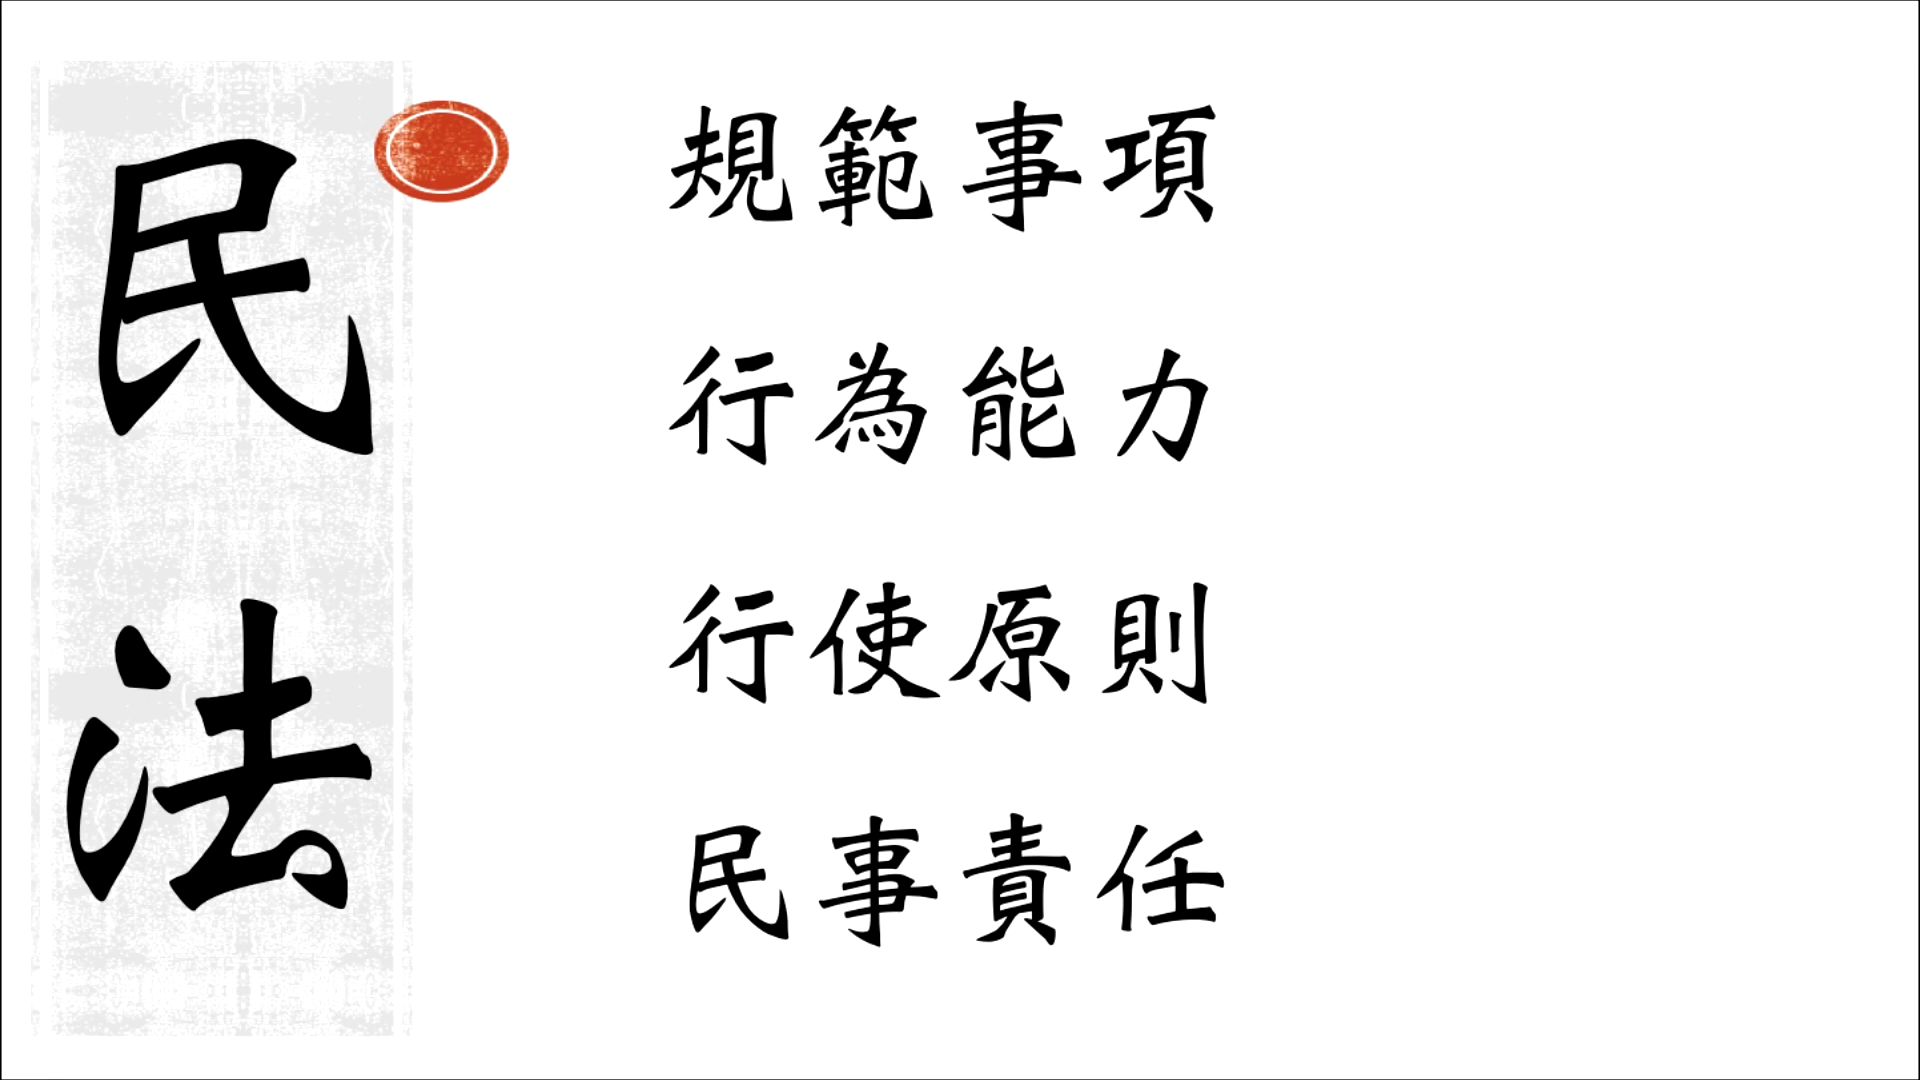 民法
規範事項
行為能力
行使原則
民事責任